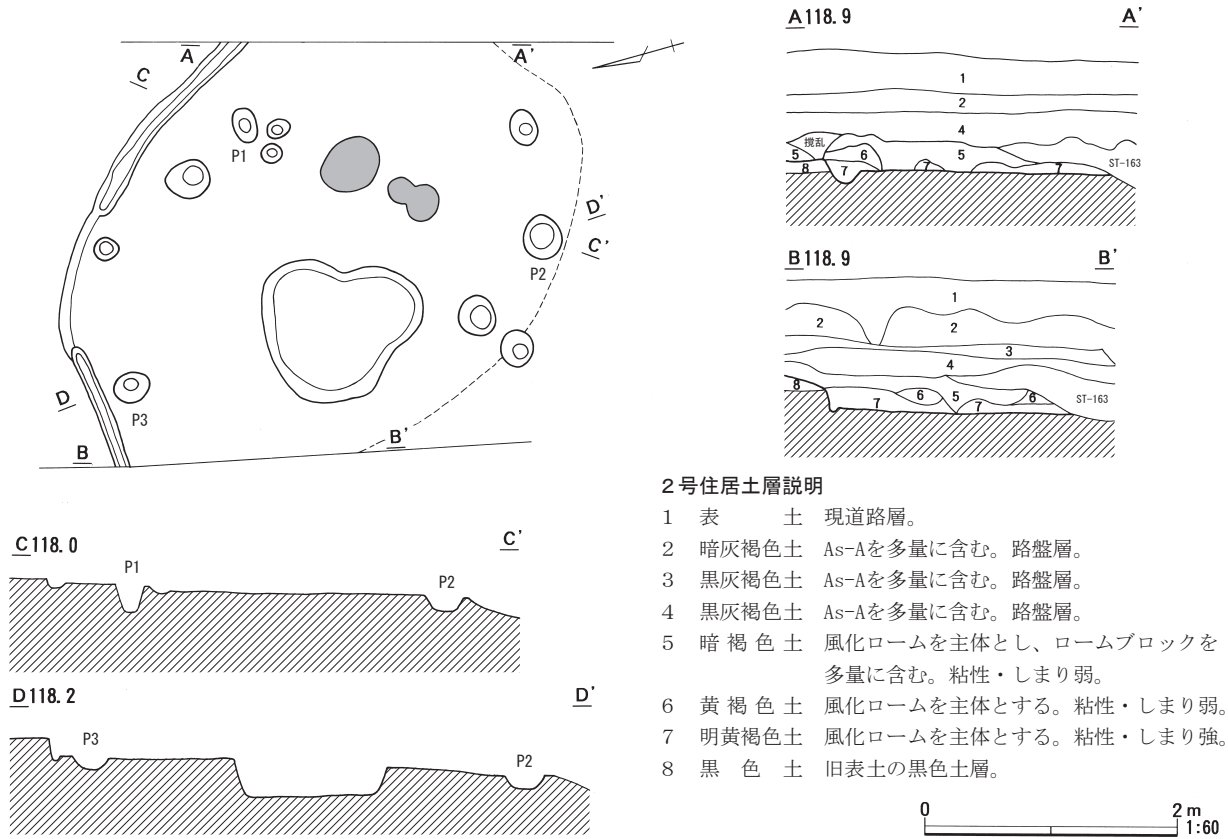 A
A'
C
P1
D'
C'
P2
D
P3
B
B'
A118.9
A'
1
2
4
撹乱
5
6
5
ST-163
8
7
7
7
B118.9
B'
1
2
2
3
4
8
6
5
6
ST-163
7
7
C118.0
C'
P1
P2
D118.2
D'
P3
P2
2号住居土層説明
1 表 土 現道路層。
2 暗灰褐色土 As-Aを多量に含む。路盤層。
3 黒灰褐色土 As-Aを多量に含む。路盤層。
4 黒灰褐色土 As-Aを多量に含む。路盤層。
5 暗褐色土 風化ロームを主体とし、ロームブロックを
多量に含む。粘性・しまり弱。
6 黄褐色土 風化ロームを主体とする。粘性・しまり弱。
7 明黄褐色土 風化ロームを主体とする。粘性・しまり強。
8 黒色土 旧表土の黒色土層。
0 2m
1:60